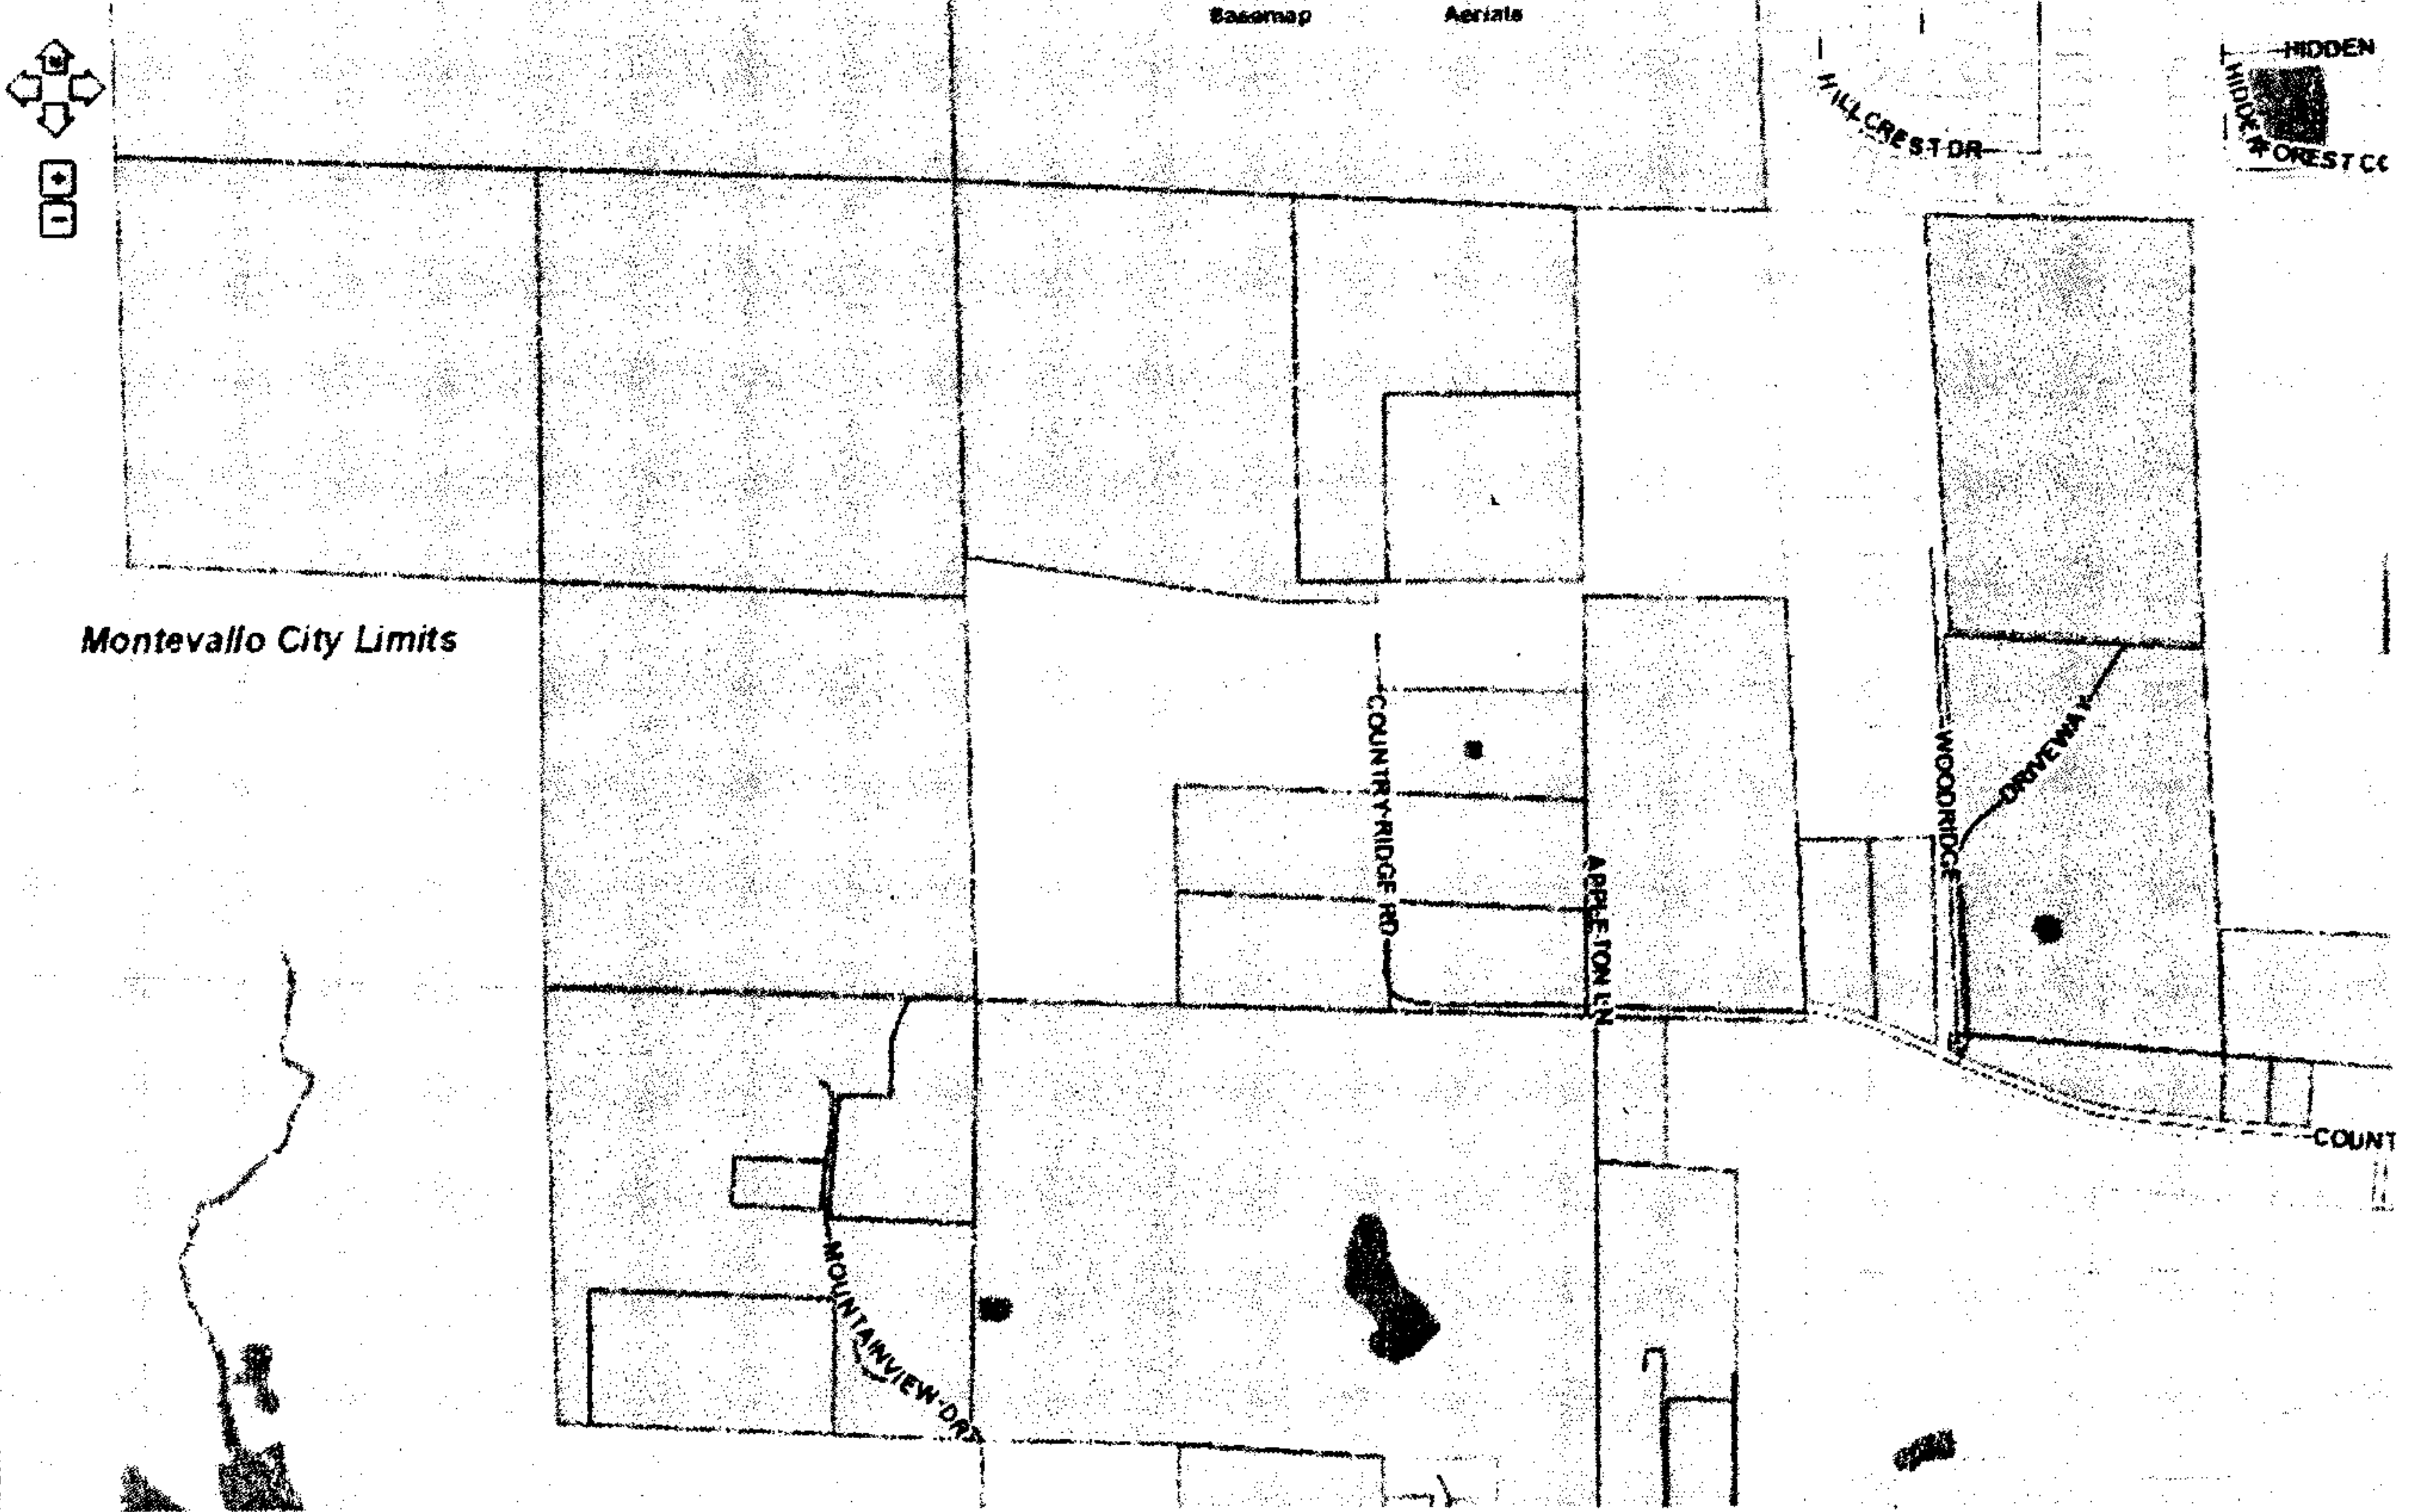 Basemap Aerials
HIDDEN
HILLCREST DR
FOREST
Montevallo City Limits
COUNTRY RIDGE RD
WOODRIDGE
DRIVEWAY
APPLETON LN
COUNT
MOUNTAINVIEW DR